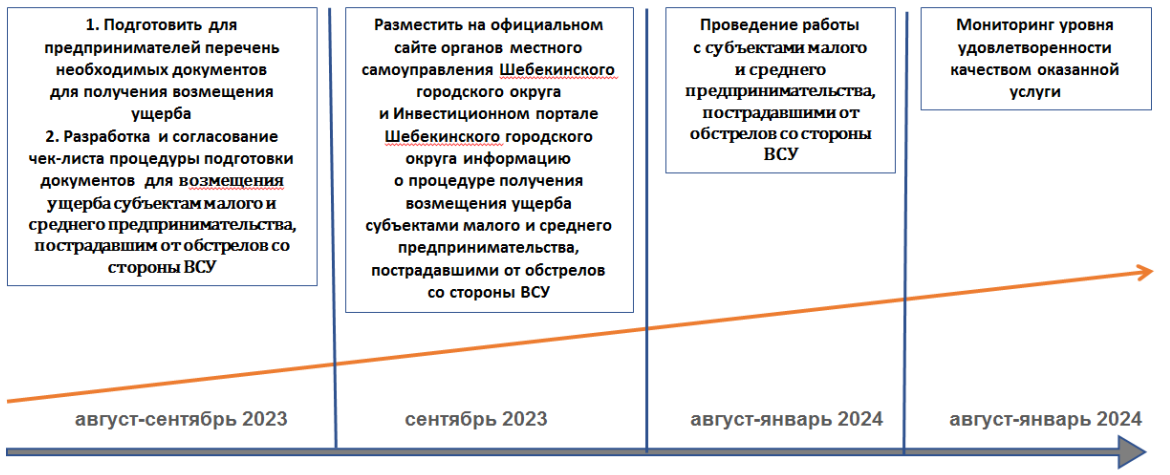 1. Подготовить для
предпринимателей перечень
необходимых документов
для получения возмещения
ущерба
2. Разработка и согласование
чек-листа процедуры подготовки
документов для возмещения
ущерба субъектам малого и
среднего предпринимательства,
пострадавшим от обстрелов со
стороны ВСУ
Разместить на официальном
сайте органов местного
самоуправления Шебекинского
городского округа
и Инвестиционном портале
Шебекинского городского
округа информацию
о процедуре получения
возмещения ущерба
субъектами малого и среднего
предпринимательства,
пострадавшими от обстрелов
со стороны ВСУ
Проведение работы
с субъектами малого
и среднего
предпринимательства,
пострадавшими от
обстрелов со стороны
ВСУ
Мониторинг уровня
удовлетворенности
качеством оказанной
услуги
август-сентябрь 2023
сентябрь 2023
август-январь 2024
август-январь 2024